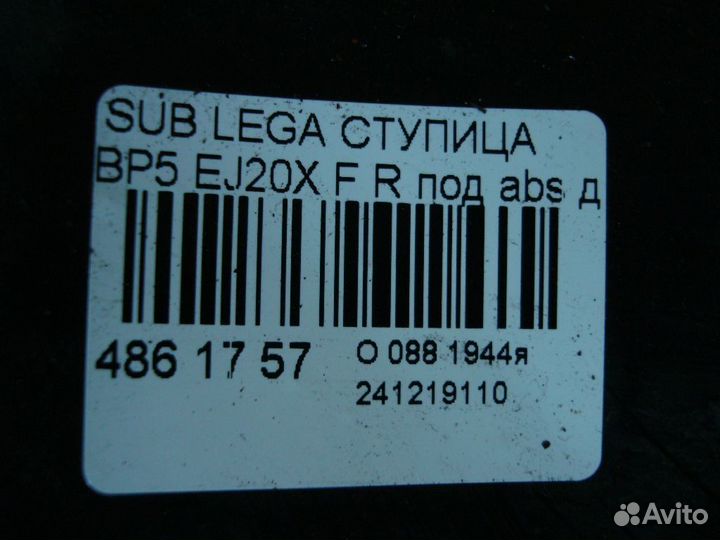 SUB LEGA СТУПИЦА
BP5 EJ20X F R под abs д
486 17 57
O 088 1944я
241219110
Avito